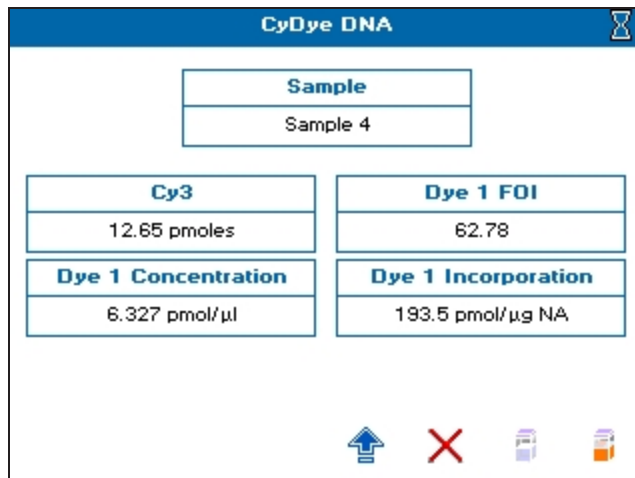 CyDye DNA
Sample
Sample 4
Cy3
12.65 pmoles
Dye 1 FOI
62.78
Dye 1 Concentration
6.327 pmol/µl
Dye 1 Incorporation
193.5 pmol/µg NA